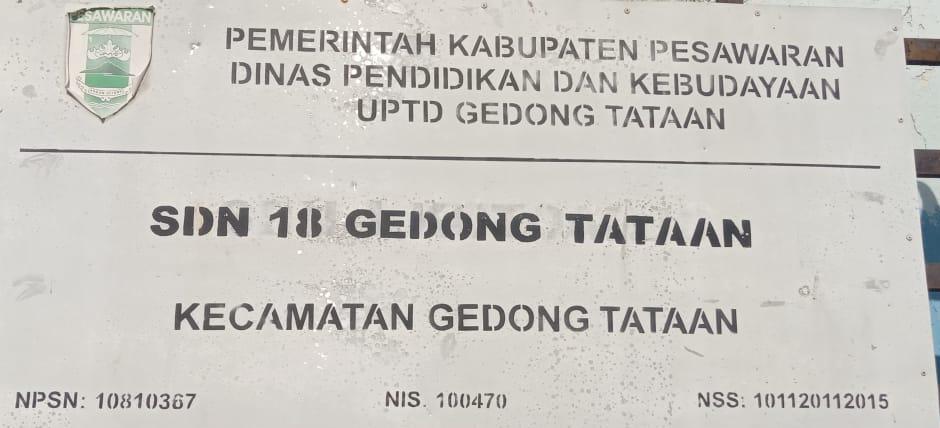 PESAWARAN
PEMERINTAH KABUPATEN PESAWARAN
DINAS PENDIDIKAN DAN KEBUDAYAAN
UPTD GEDONG TATAAN
SDN 18 GEDONG TATAAN
KECAMATAN GEDONG TATAAN
NPSN: 10810367 NIS. 100470 NSS: 101120112015